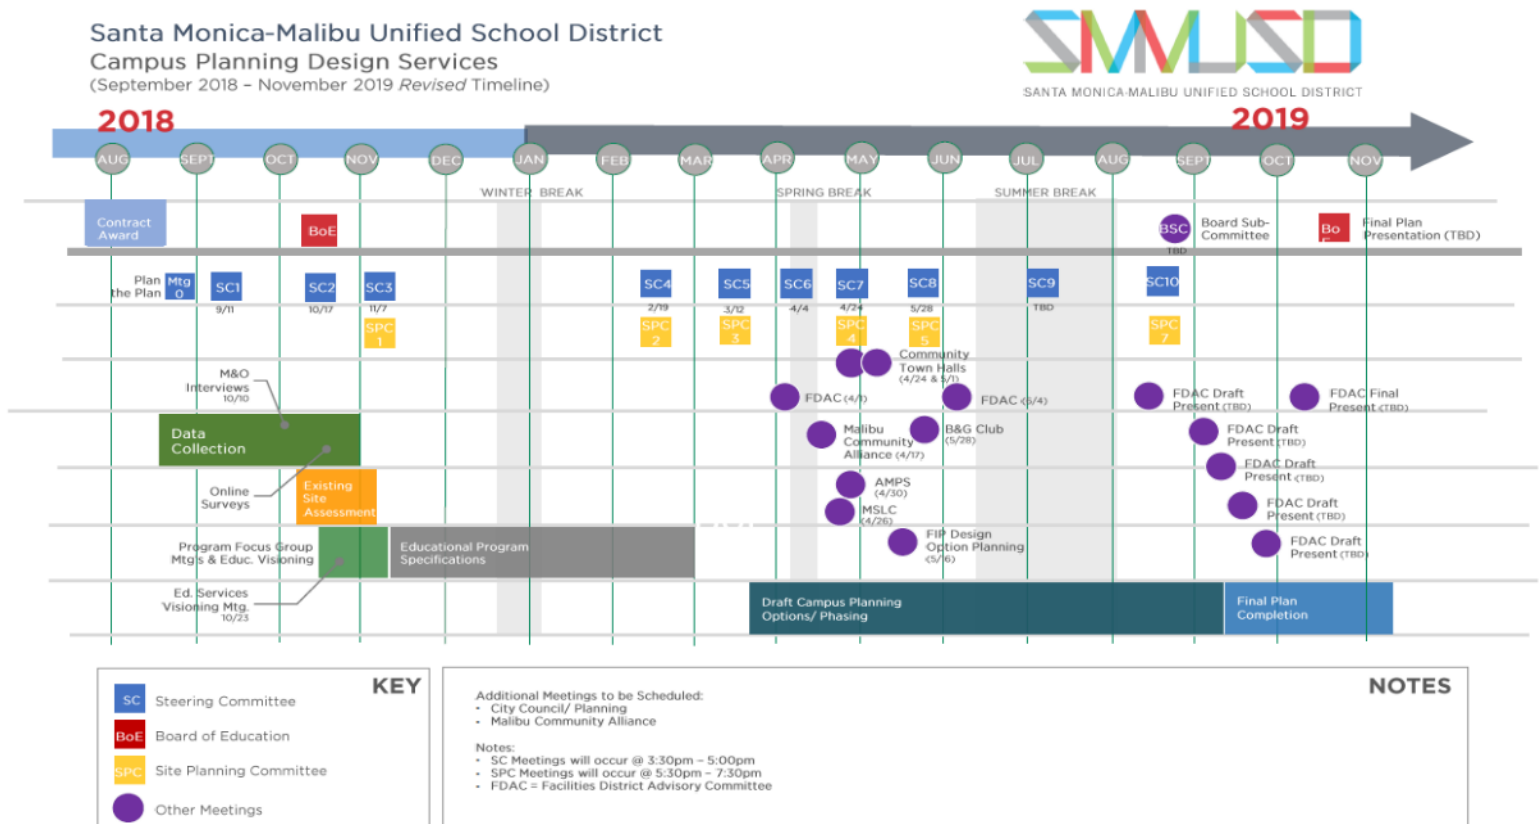 Santa Monica-Malibu Unified School District
Campus Planning Design Services
(September 2018 – November 2019 Revised Timeline)
SMMUSD
SANTA MONICA-MALIBU UNIFIED SCHOOL DISTRICT
2018
2019
AUG
SEPT
OCT
NOV
DEC
JAN
FEB
MAR
APR
MAY
JUN
JUL
AUG
SEPT
OCT
NOV
WINTER BREAK
SPRING BREAK
SUMMER BREAK
Contract
Award
BoE
BSC
TBD
Board Sub-
Committee
Bo
Final Plan
Presentation (TBD)
Plan
the Plan
Mtg
0
SC1
9/11
SC2
10/17
SC3
11/7
SC4
2/19
SC5
3/12
SC6
4/4
SC7
4/24
SC8
5/28
SC9
TBD
SC10
SPC
1
SPC
2
SPC
3
SPC
4
SPC
5
SPC
7
Community
Town Halls
(4/24 & 5/1)
M&O
Interviews
10/10
FDAC (4/1)
FDAC (6/4)
FDAC Draft
Present (TBD)
FDAC Final
Present (TBD)
Data
Collection
Malibu
Community
Alliance (4/17)
B&G Club
(5/28)
FDAC Draft
Present (TBD)
Online
Surveys
Existing
Site
Assessment
AMPS
(4/30)
FDAC Draft
Present (TBD)
MSLC
(4/26)
FDAC Draft
Present (TBD)
Program Focus Group
Mtg's & Educ. Visioning
Educational Program
Specifications
FIP Design
Option Planning
(5/16)
FDAC Draft
Present (TBD)
Ed. Services
Visioning Mtg.
10/23
Draft Campus Planning
Options/ Phasing
Final Plan
Completion
KEY
SC Steering Committee
BoE Board of Education
SPC Site Planning Committee
Other Meetings
NOTES
Additional Meetings to be Scheduled:
• City Council/ Planning
• Malibu Community Alliance
Notes:
• SC Meetings will occur @ 3:30pm – 5:00pm
• SPC Meetings will occur @ 5:30pm – 7:30pm
• FDAC = Facilities District Advisory Committee